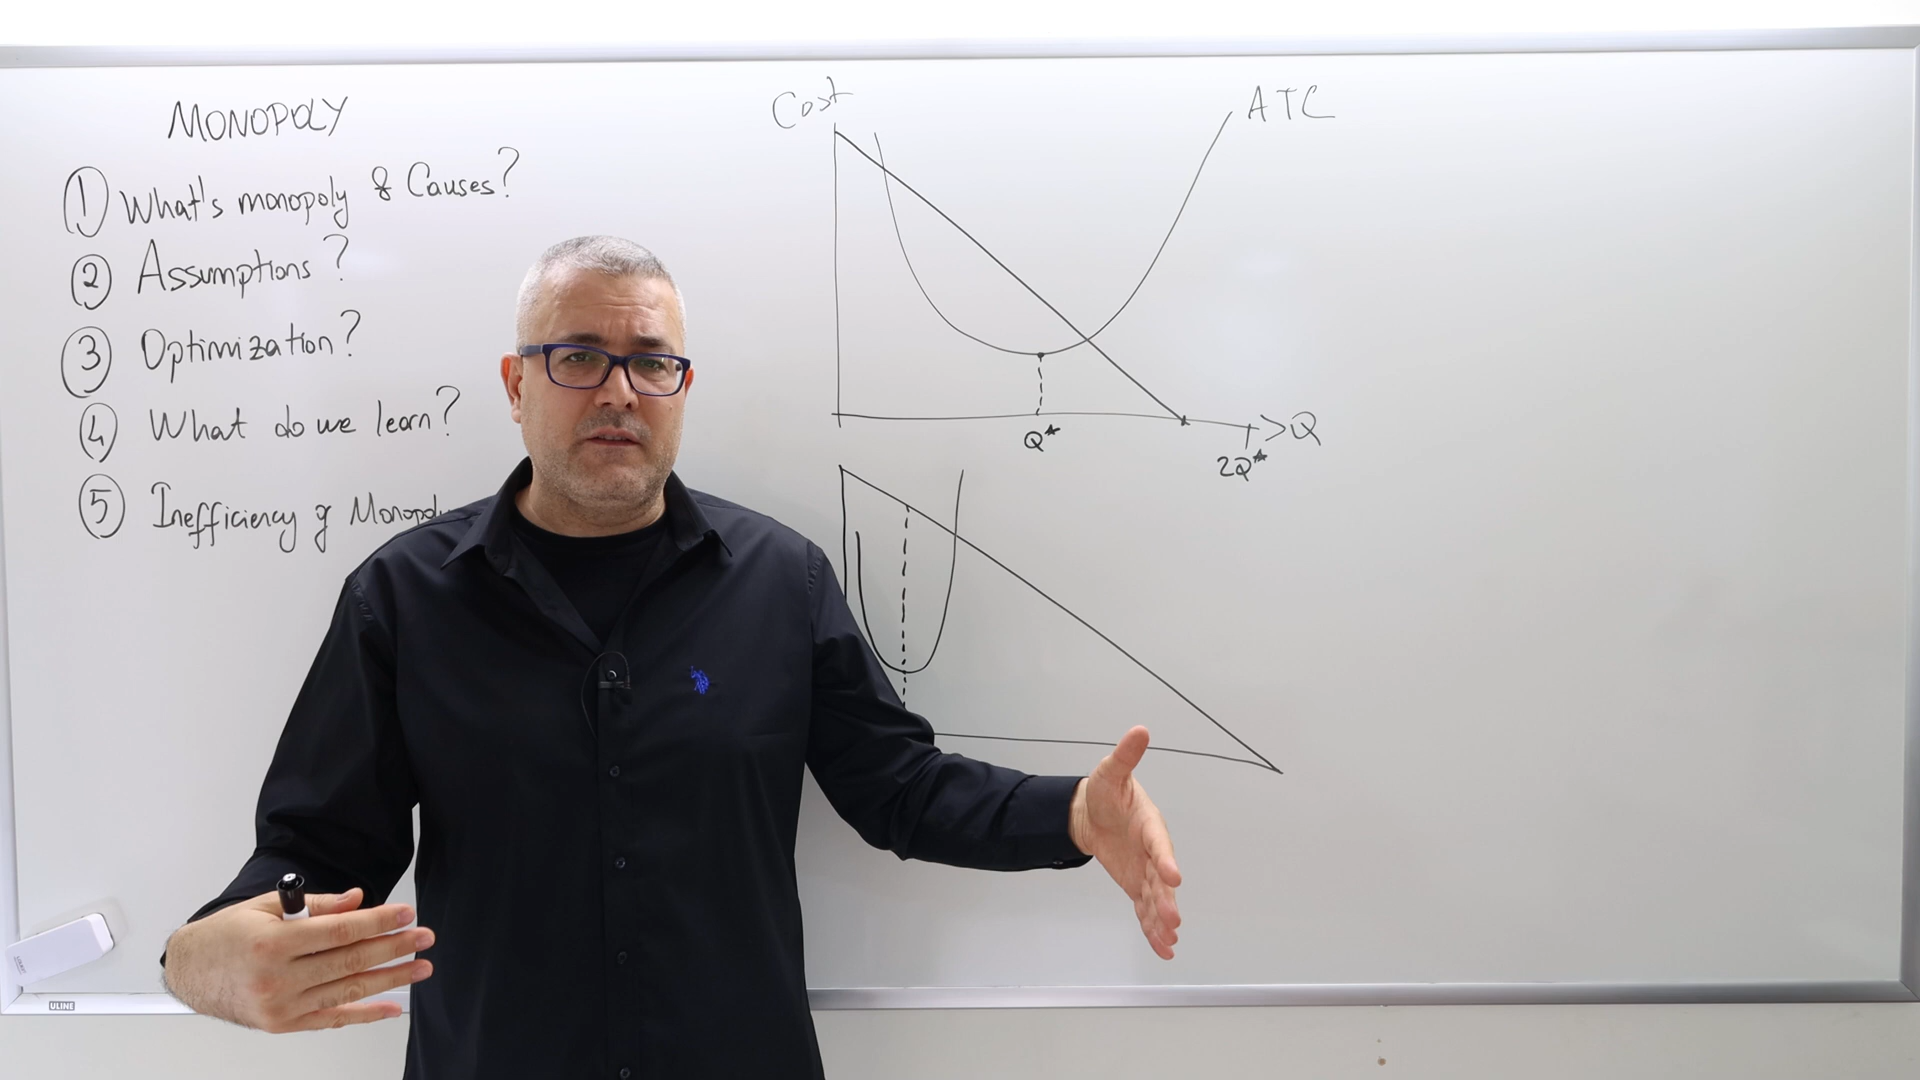 MONOPOLY
① What's monopoly & Causes?
② Assumptions?
③ Optimization?
④ What do we learn?
⑤ Inefficiency of Monopoly
Cost
ATC
Q*
Q
2Q*
ULINE